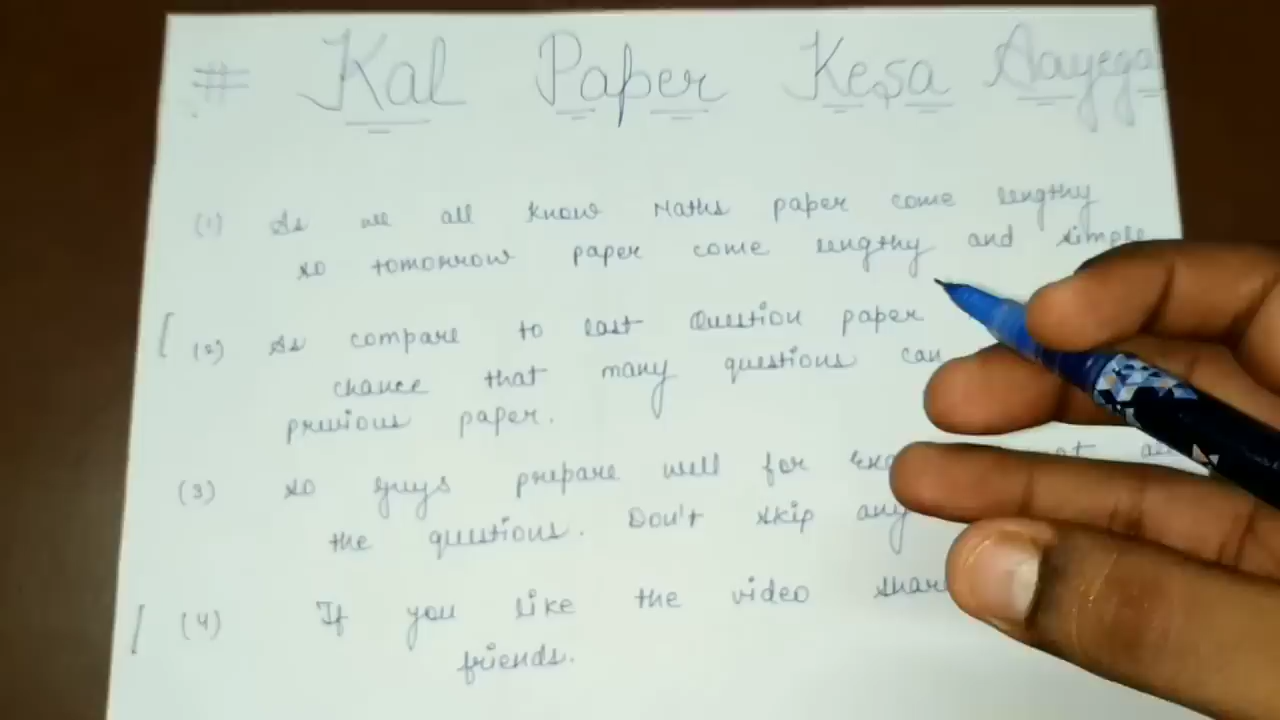 # Kal Paper Kesa Aayega
(1) As we all know Maths paper come lengthy
so tomorrow paper come lengthy and simple
(2) As compare to last Question paper
chance that many questions can
previous paper.
(3) so guys prepare well for
the questions. Don't skip any
(4) If you like the video share
friends.